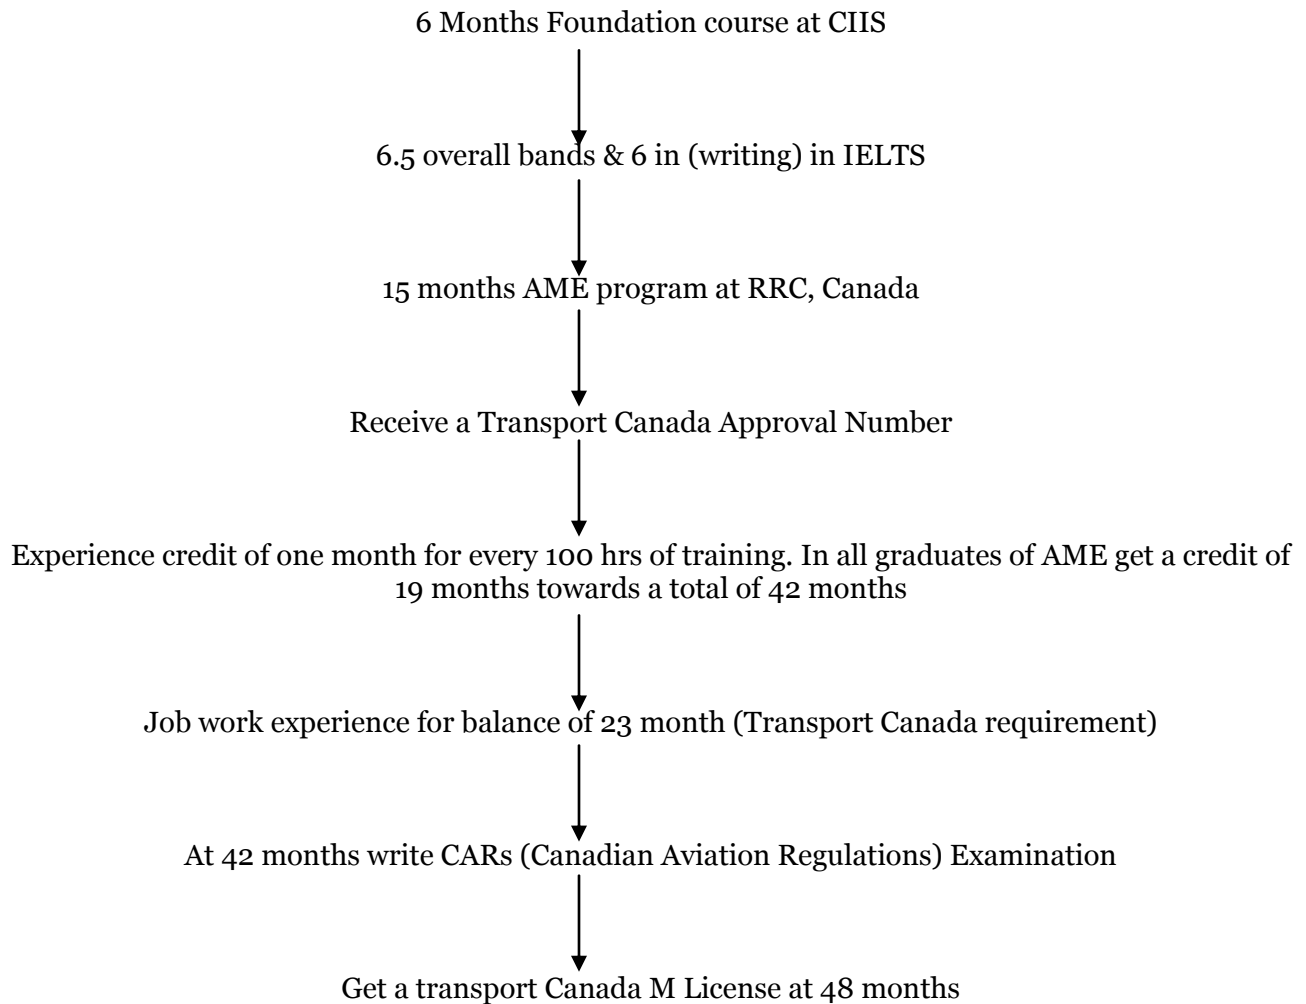 6 Months Foundation course at CIIS
6.5 overall bands & 6 in (writing) in IELTS
15 months AME program at RRC, Canada
Receive a Transport Canada Approval Number
Experience credit of one month for every 100 hrs of training. In all graduates of AME get a credit of
19 months towards a total of 42 months
Job work experience for balance of 23 month (Transport Canada requirement)
At 42 months write CARs (Canadian Aviation Regulations) Examination
Get a transport Canada M License at 48 months